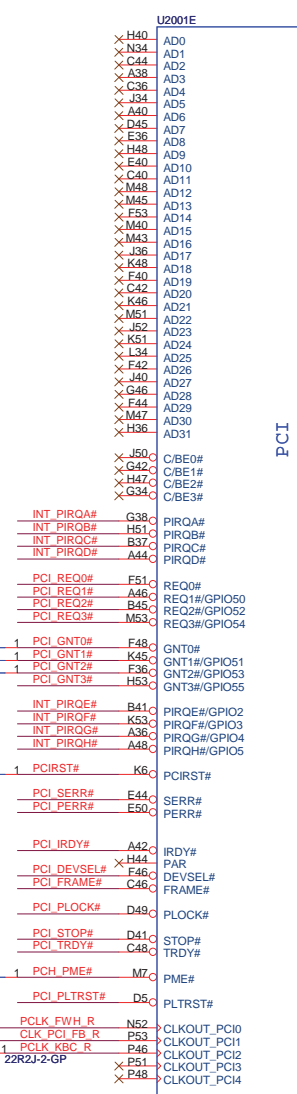 U2001E
H40 AD0
N34 AD1
C44 AD2
A38 AD3
C36 AD4
J34 AD5
A40 AD6
D45 AD7
E36 AD8
H48 AD9
E40 AD10
C40 AD11
M48 AD12
M45 AD13
F53 AD14
M40 AD15
M43 AD16
J36 AD17
K48 AD18
F40 AD19
C42 AD20
K46 AD21
M51 AD22
J52 AD23
K51 AD24
L34 AD25
F42 AD26
J40 AD27
G46 AD28
F44 AD29
M47 AD30
H36 AD31
PCI
J50 C/BE0#
G42 C/BE1#
H47 C/BE2#
G34 C/BE3#
INT_PIRQA# G38 PIRQA#
INT_PIRQB# H51 PIRQB#
INT_PIRQC# B37 PIRQC#
INT_PIRQD# A44 PIRQD#
PCI_REQ0# F51 REQ0#
PCI_REQ1# A46 REQ1#/GPIO50
PCI_REQ2# B45 REQ2#/GPIO52
PCI_REQ3# M53 REQ3#/GPIO54
1 PCI_GNT0# F48 GNT0#
1 PCI_GNT1# K45 GNT1#/GPIO51
1 PCI_GNT2# F36 GNT2#/GPIO53
PCI_GNT3# H53 GNT3#/GPIO55
INT_PIRQE# B41 PIRQE#/GPIO2
INT_PIRQF# K53 PIRQF#/GPIO3
INT_PIRQG# A36 PIRQG#/GPIO4
INT_PIRQH# A48 PIRQH#/GPIO5
1 PCIRST# K6 PCIRST#
PCI_SERR# E44 SERR#
PCI_PERR# E50 PERR#
PCI_IRDY# A42 IRDY#
H44 PAR
PCI_DEVSEL# F46 DEVSEL#
PCI_FRAME# C46 FRAME#
PCI_PLOCK# D49 PLOCK#
PCI_STOP# D41 STOP#
PCI_TRDY# C48 TRDY#
1 PCH_PME# M7 PME#
PCI_PLTRST# D5 PLTRST#
PCLK_FWH_R N52 CLKOUT_PCI0
CLK_PCI_FB_R P53 CLKOUT_PCI1
1 PCLK_KBC_R P46 CLKOUT_PCI2
22R2J-2-GP P51 CLKOUT_PCI3
P48 CLKOUT_PCI4